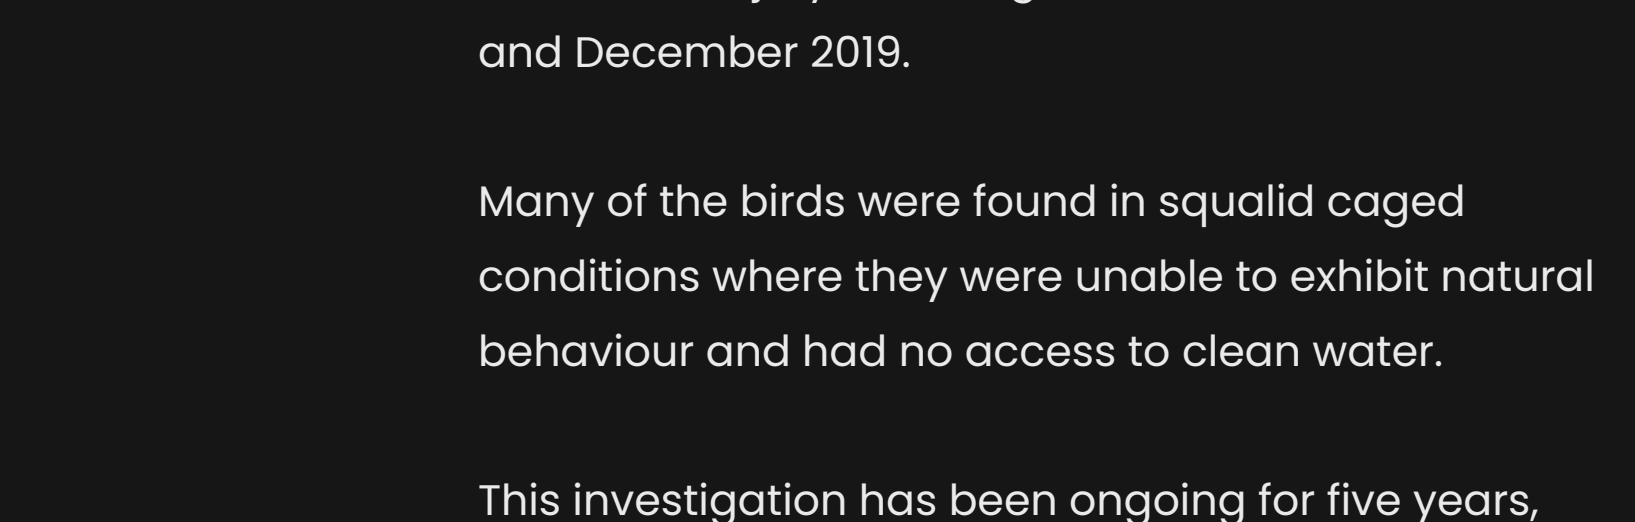 and December 2019.
Many of the birds were found in squalid caged
conditions where they were unable to exhibit natural
behaviour and had no access to clean water.
This investigation has been ongoing for five years,